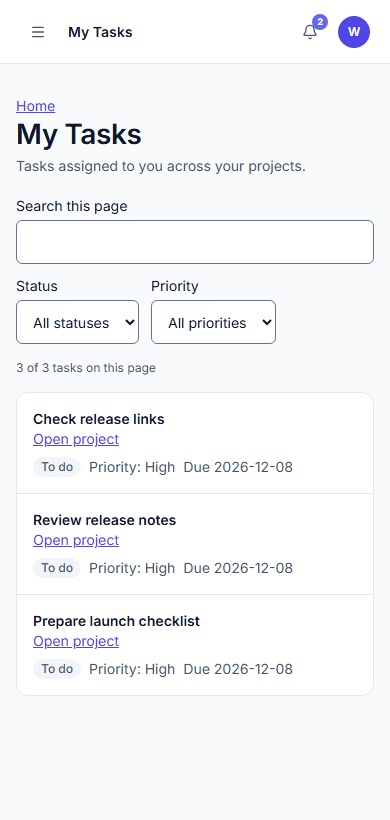 My Tasks
2
W
Home
My Tasks
Tasks assigned to you across your projects.
Search this page
Status Priority
All statuses All priorities
3 of 3 tasks on this page
Check release links
Open project
To do Priority: High Due 2026-12-08
Review release notes
Open project
To do Priority: High Due 2026-12-08
Prepare launch checklist
Open project
To do Priority: High Due 2026-12-08